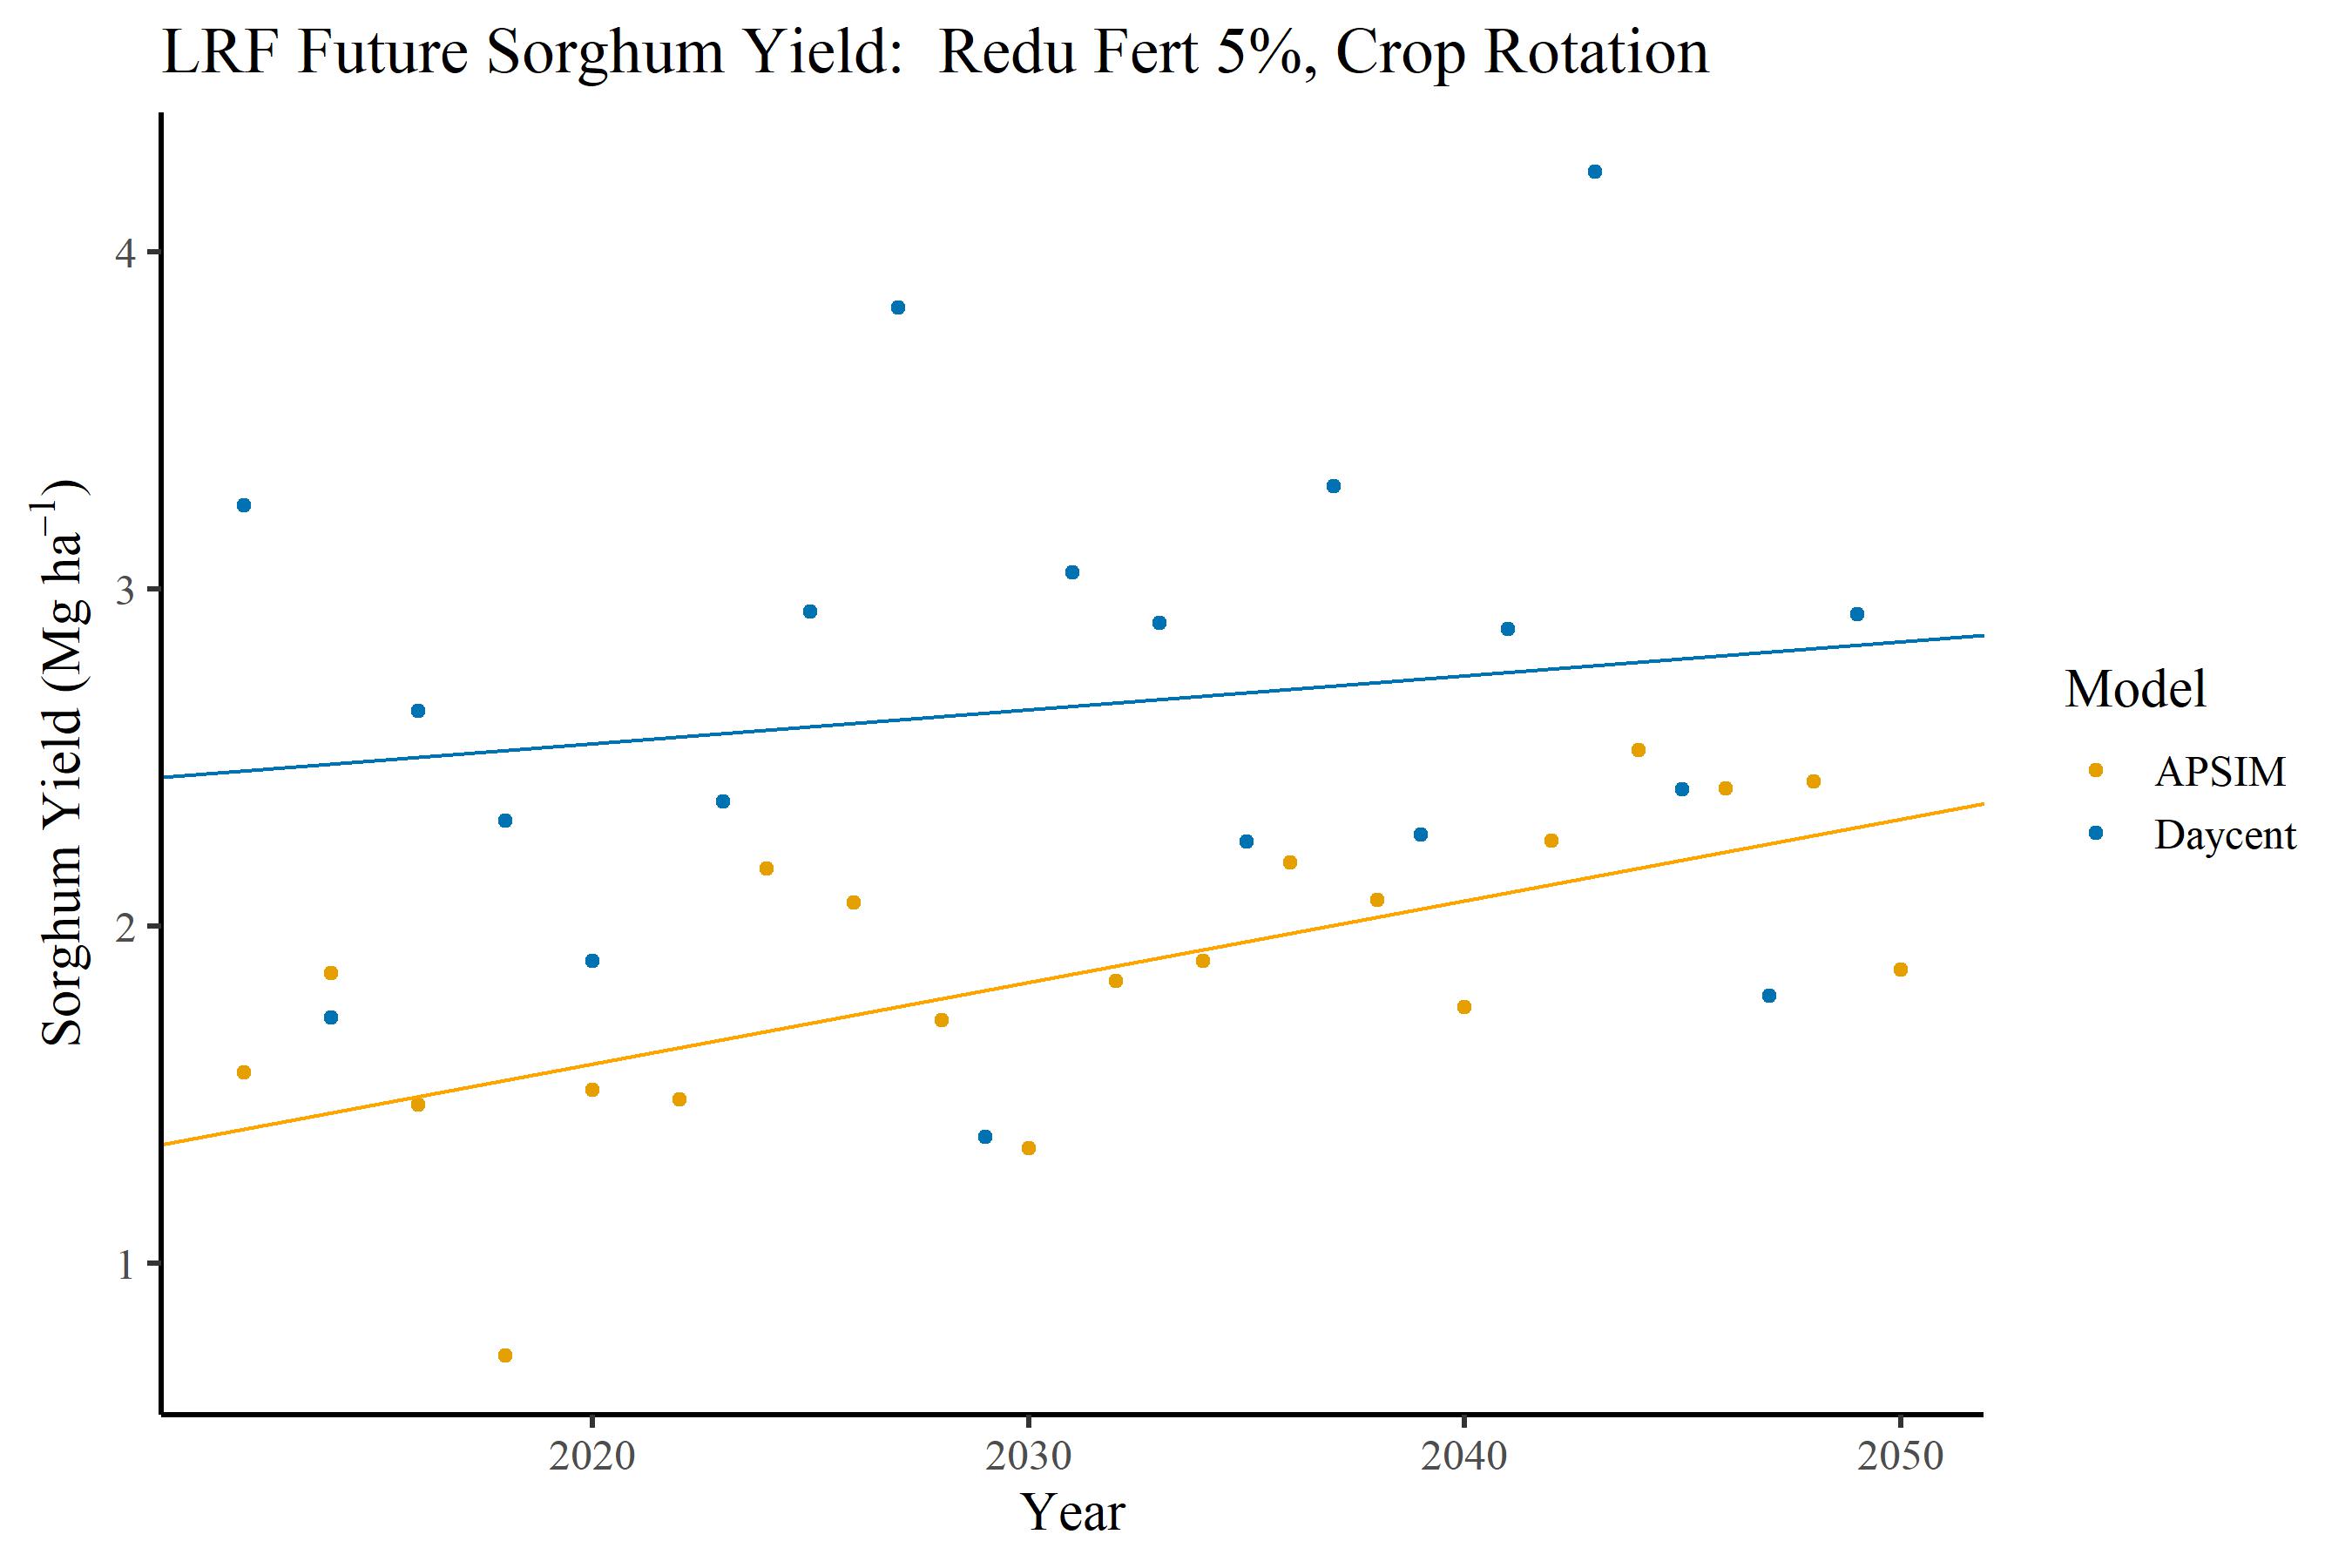 LRF Future Sorghum Yield:  Redu Fert 5%, Crop Rotation
Sorghum Yield (Mg ha⁻¹)
4
3
2
1
2020
2030
2040
2050
Year
Model
APSIM
Daycent